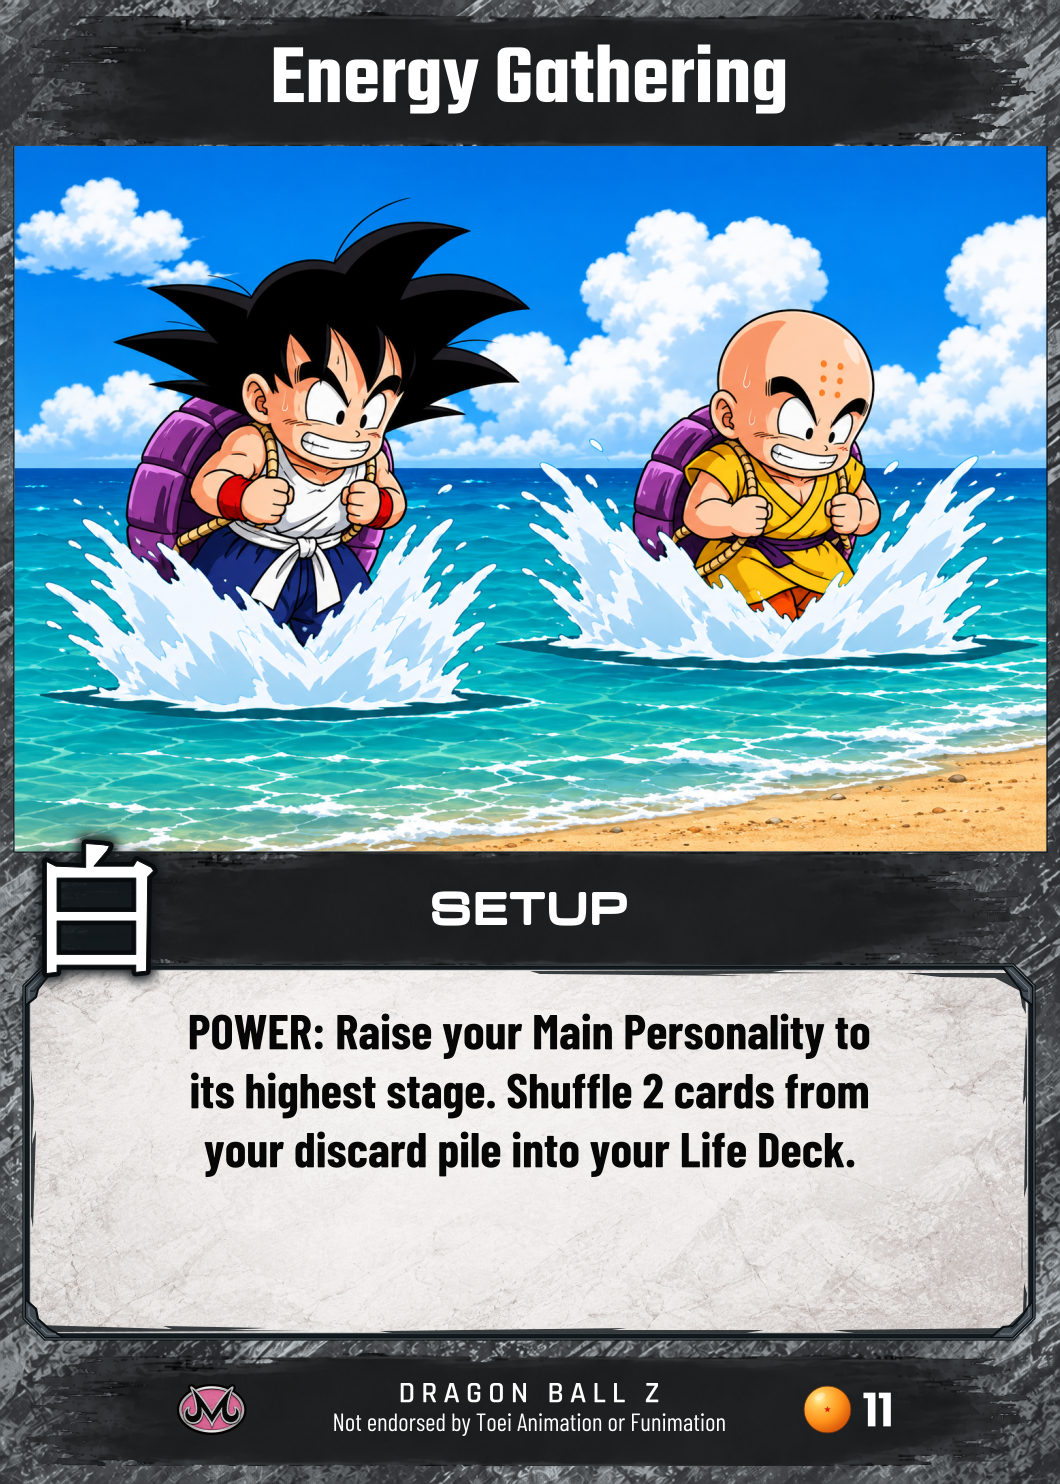 Energy Gathering
白
SETUP
POWER: Raise your Main Personality to
its highest stage. Shuffle 2 cards from
your discard pile into your Life Deck.
DRAGON BALL Z
Not endorsed by Toei Animation or Funimation
11